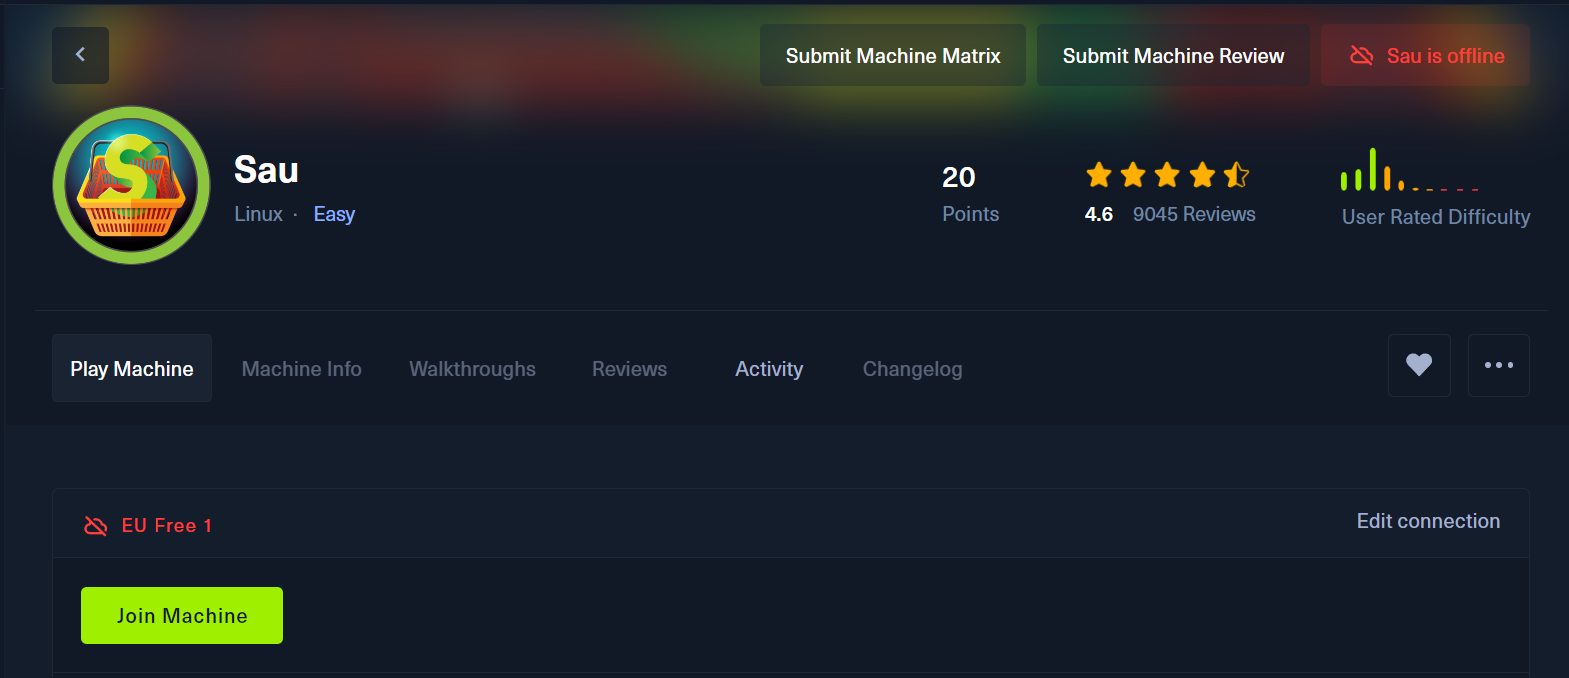 Submit Machine Matrix
Submit Machine Review
Sau is offline
S
Sau
Linux · Easy
20
Points
4.6 9045 Reviews
User Rated Difficulty
Play Machine
Machine Info
Walkthroughs
Reviews
Activity
Changelog
EU Free 1
Edit connection
Join Machine